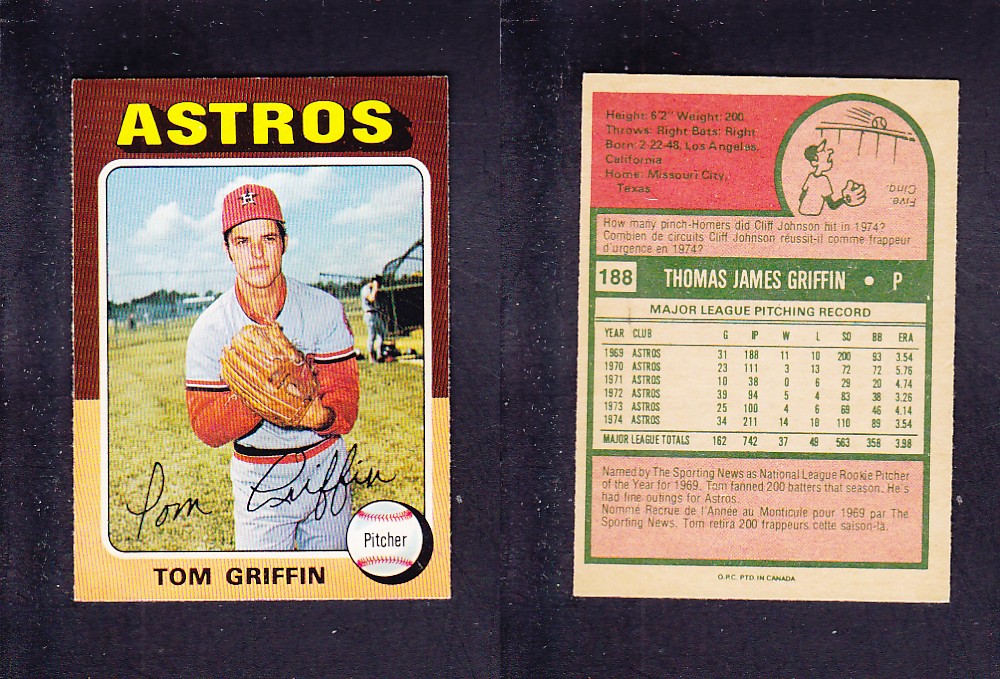 ASTROS
H
Tom Griffin
Pitcher
TOM GRIFFIN
Height: 6'2" Weight: 200
Throws: Right Bats: Right
Born: 2-22-48, Los Angeles,
California
Home: Missouri City,
Texas
Five.
Cinq.
How many pinch-Homers did Cliff Johnson hit in 1974?
Combien de circuits Cliff Johnson réussit-il comme frappeur
d'urgence en 1974?
188 THOMAS JAMES GRIFFIN • P
MAJOR LEAGUE PITCHING RECORD
YEAR CLUB G IP W L SO BB ERA
1969 ASTROS 31 188 11 10 200 93 3.54
1970 ASTROS 23 111 3 13 72 72 5.76
1971 ASTROS 10 38 0 6 29 20 4.74
1972 ASTROS 39 94 5 4 83 38 3.26
1973 ASTROS 25 100 4 6 69 46 4.14
1974 ASTROS 34 211 14 10 110 89 3.54
MAJOR LEAGUE TOTALS 162 742 37 49 563 358 3.98
Named by The Sporting News as National League Rookie Pitcher
of the Year for 1969. Tom fanned 200 batters that season. He's
had fine outings for Astros.
Nommé Recrue de l'Année au Monticule pour 1969 par The
Sporting News. Tom retira 200 frappeurs cette saison-là.
O.P.C. PTD. IN CANADA